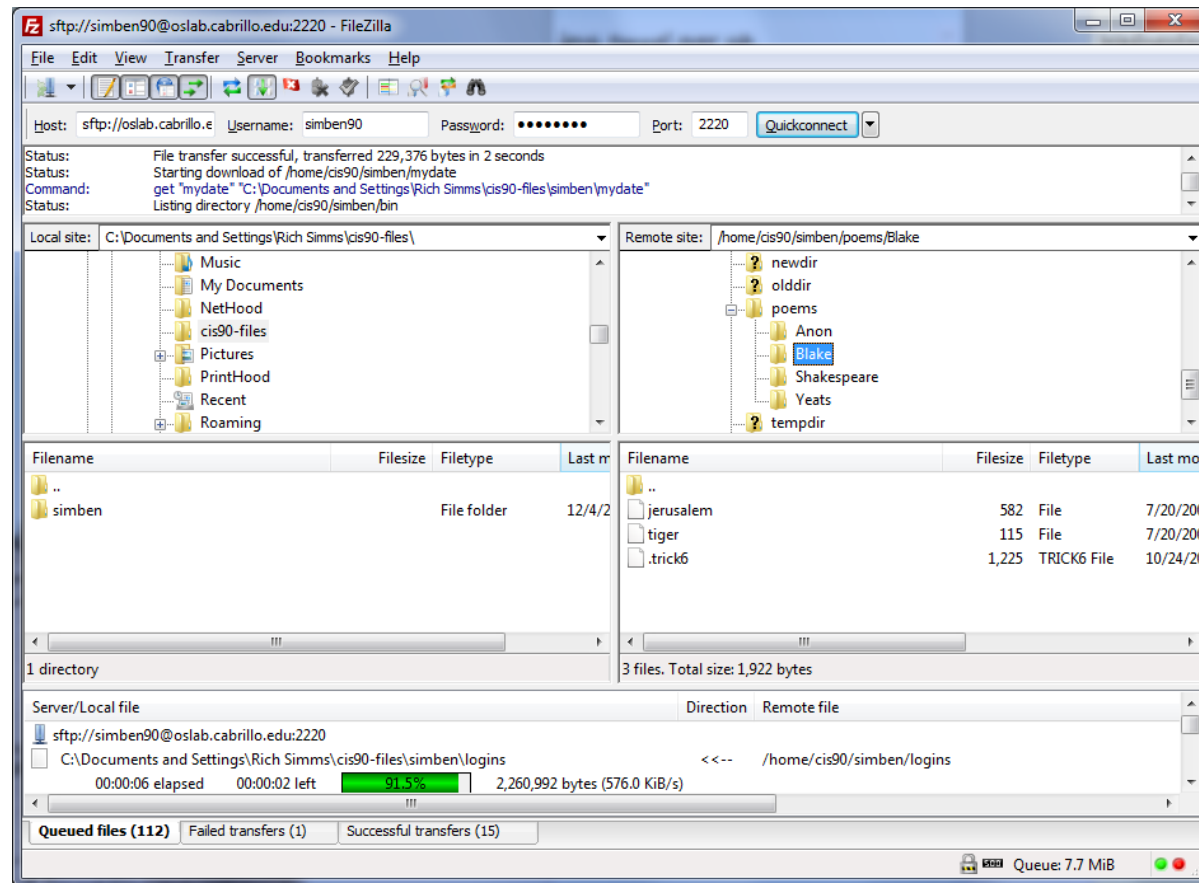 sftp://simben90@oslab.cabrillo.edu:2220 - FileZilla
File Edit View Transfer Server Bookmarks Help
Host: sftp://oslab.cabrillo.e Username: simben90 Password: ●●●●●●●● Port: 2220 Quickconnect
Status: File transfer successful, transferred 229,376 bytes in 2 seconds
Status: Starting download of /home/cis90/simben/mydate
Command: get "mydate" "C:\Documents and Settings\Rich Simms\cis90-files\simben\mydate"
Status: Listing directory /home/cis90/simben/bin
Local site: C:\Documents and Settings\Rich Simms\cis90-files\
Music
My Documents
NetHood
cis90-files
Pictures
PrintHood
Recent
Roaming
Remote site: /home/cis90/simben/poems/Blake
newdir
olddir
poems
Anon
Blake
Shakespeare
Yeats
tempdir
Filename Filesize Filetype Last m
..
simben File folder 12/4/2
1 directory
Filename Filesize Filetype Last mo
..
jerusalem 582 File 7/20/200
tiger 115 File 7/20/200
.trick6 1,225 TRICK6 File 10/24/2
3 files. Total size: 1,922 bytes
Server/Local file Direction Remote file
sftp://simben90@oslab.cabrillo.edu:2220
C:\Documents and Settings\Rich Simms\cis90-files\simben\logins <<-- /home/cis90/simben/logins
00:00:06 elapsed 00:00:02 left 91.5% 2,260,992 bytes (576.0 KiB/s)
Queued files (112) Failed transfers (1) Successful transfers (15)
Queue: 7.7 MiB